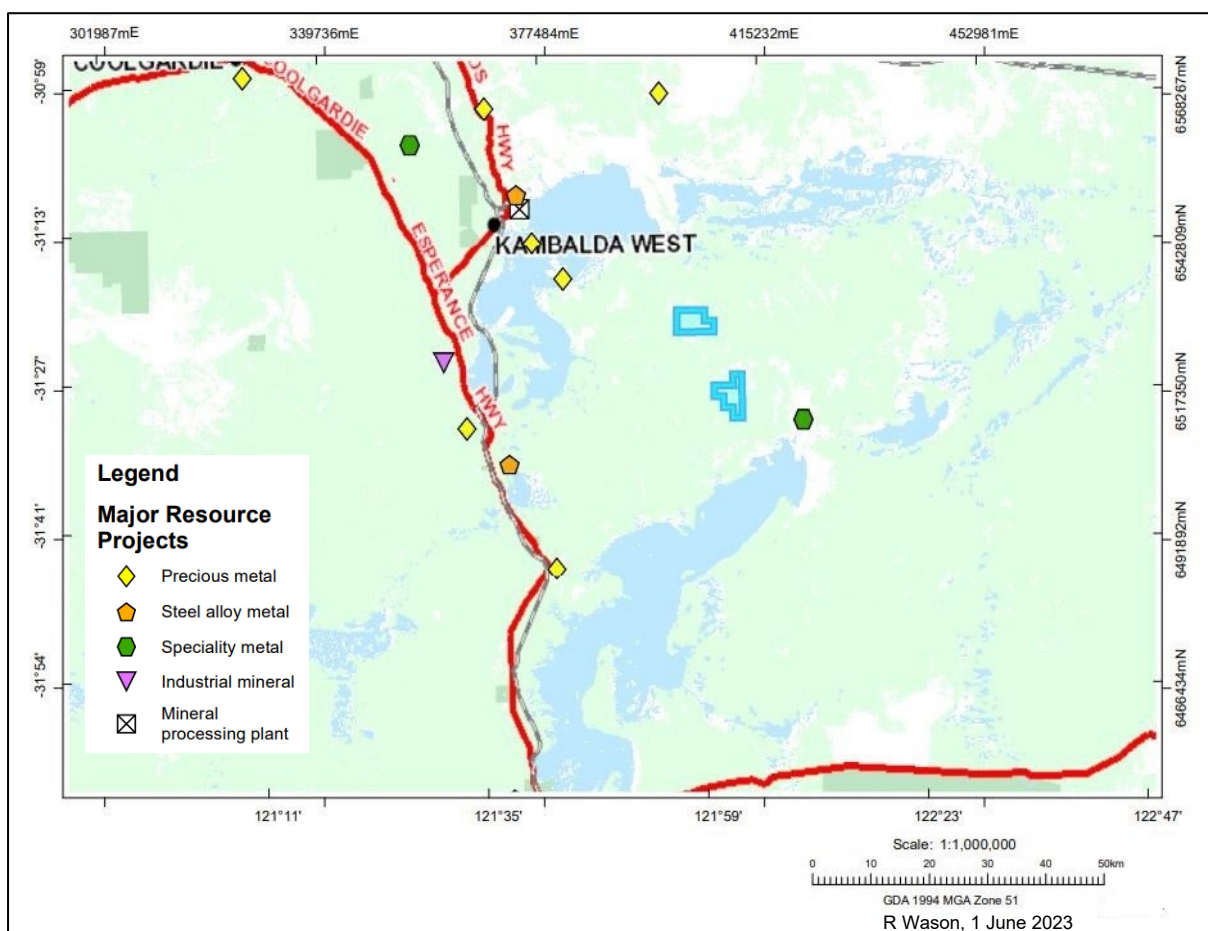 301987mE 339736mE 377484mE 415232mE 452981mE
-30°59'
6568267mN
COOLGARDIE
COOLGARDIE
OS
HWY
-31°13'
6542809mN
KAMBALDA WEST
ESPERANCE
-31°27'
6517350mN
HWY
Legend
Major Resource
Projects
Precious metal
Steel alloy metal
Speciality metal
Industrial mineral
Mineral
processing plant
-31°41'
6491892mN
-31°54'
6466434mN
121°11' 121°35' 121°59' 122°23' 122°47'
Scale: 1:1,000,000
0 10 20 30 40 50km
GDA 1994 MGA Zone 51
R Wason, 1 June 2023